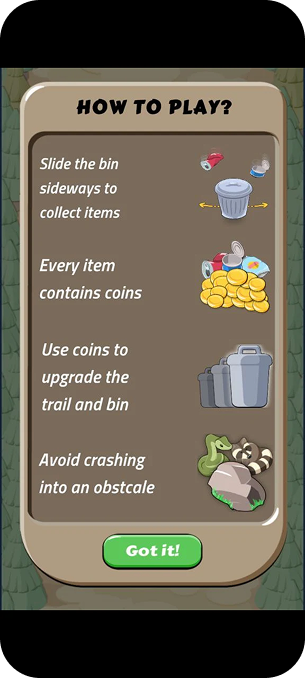 HOW TO PLAY?
Slide the bin
sideways to
collect items
Every item
contains coins
Use coins to
upgrade the
trail and bin
Avoid crashing
into an obstcale
Got it!